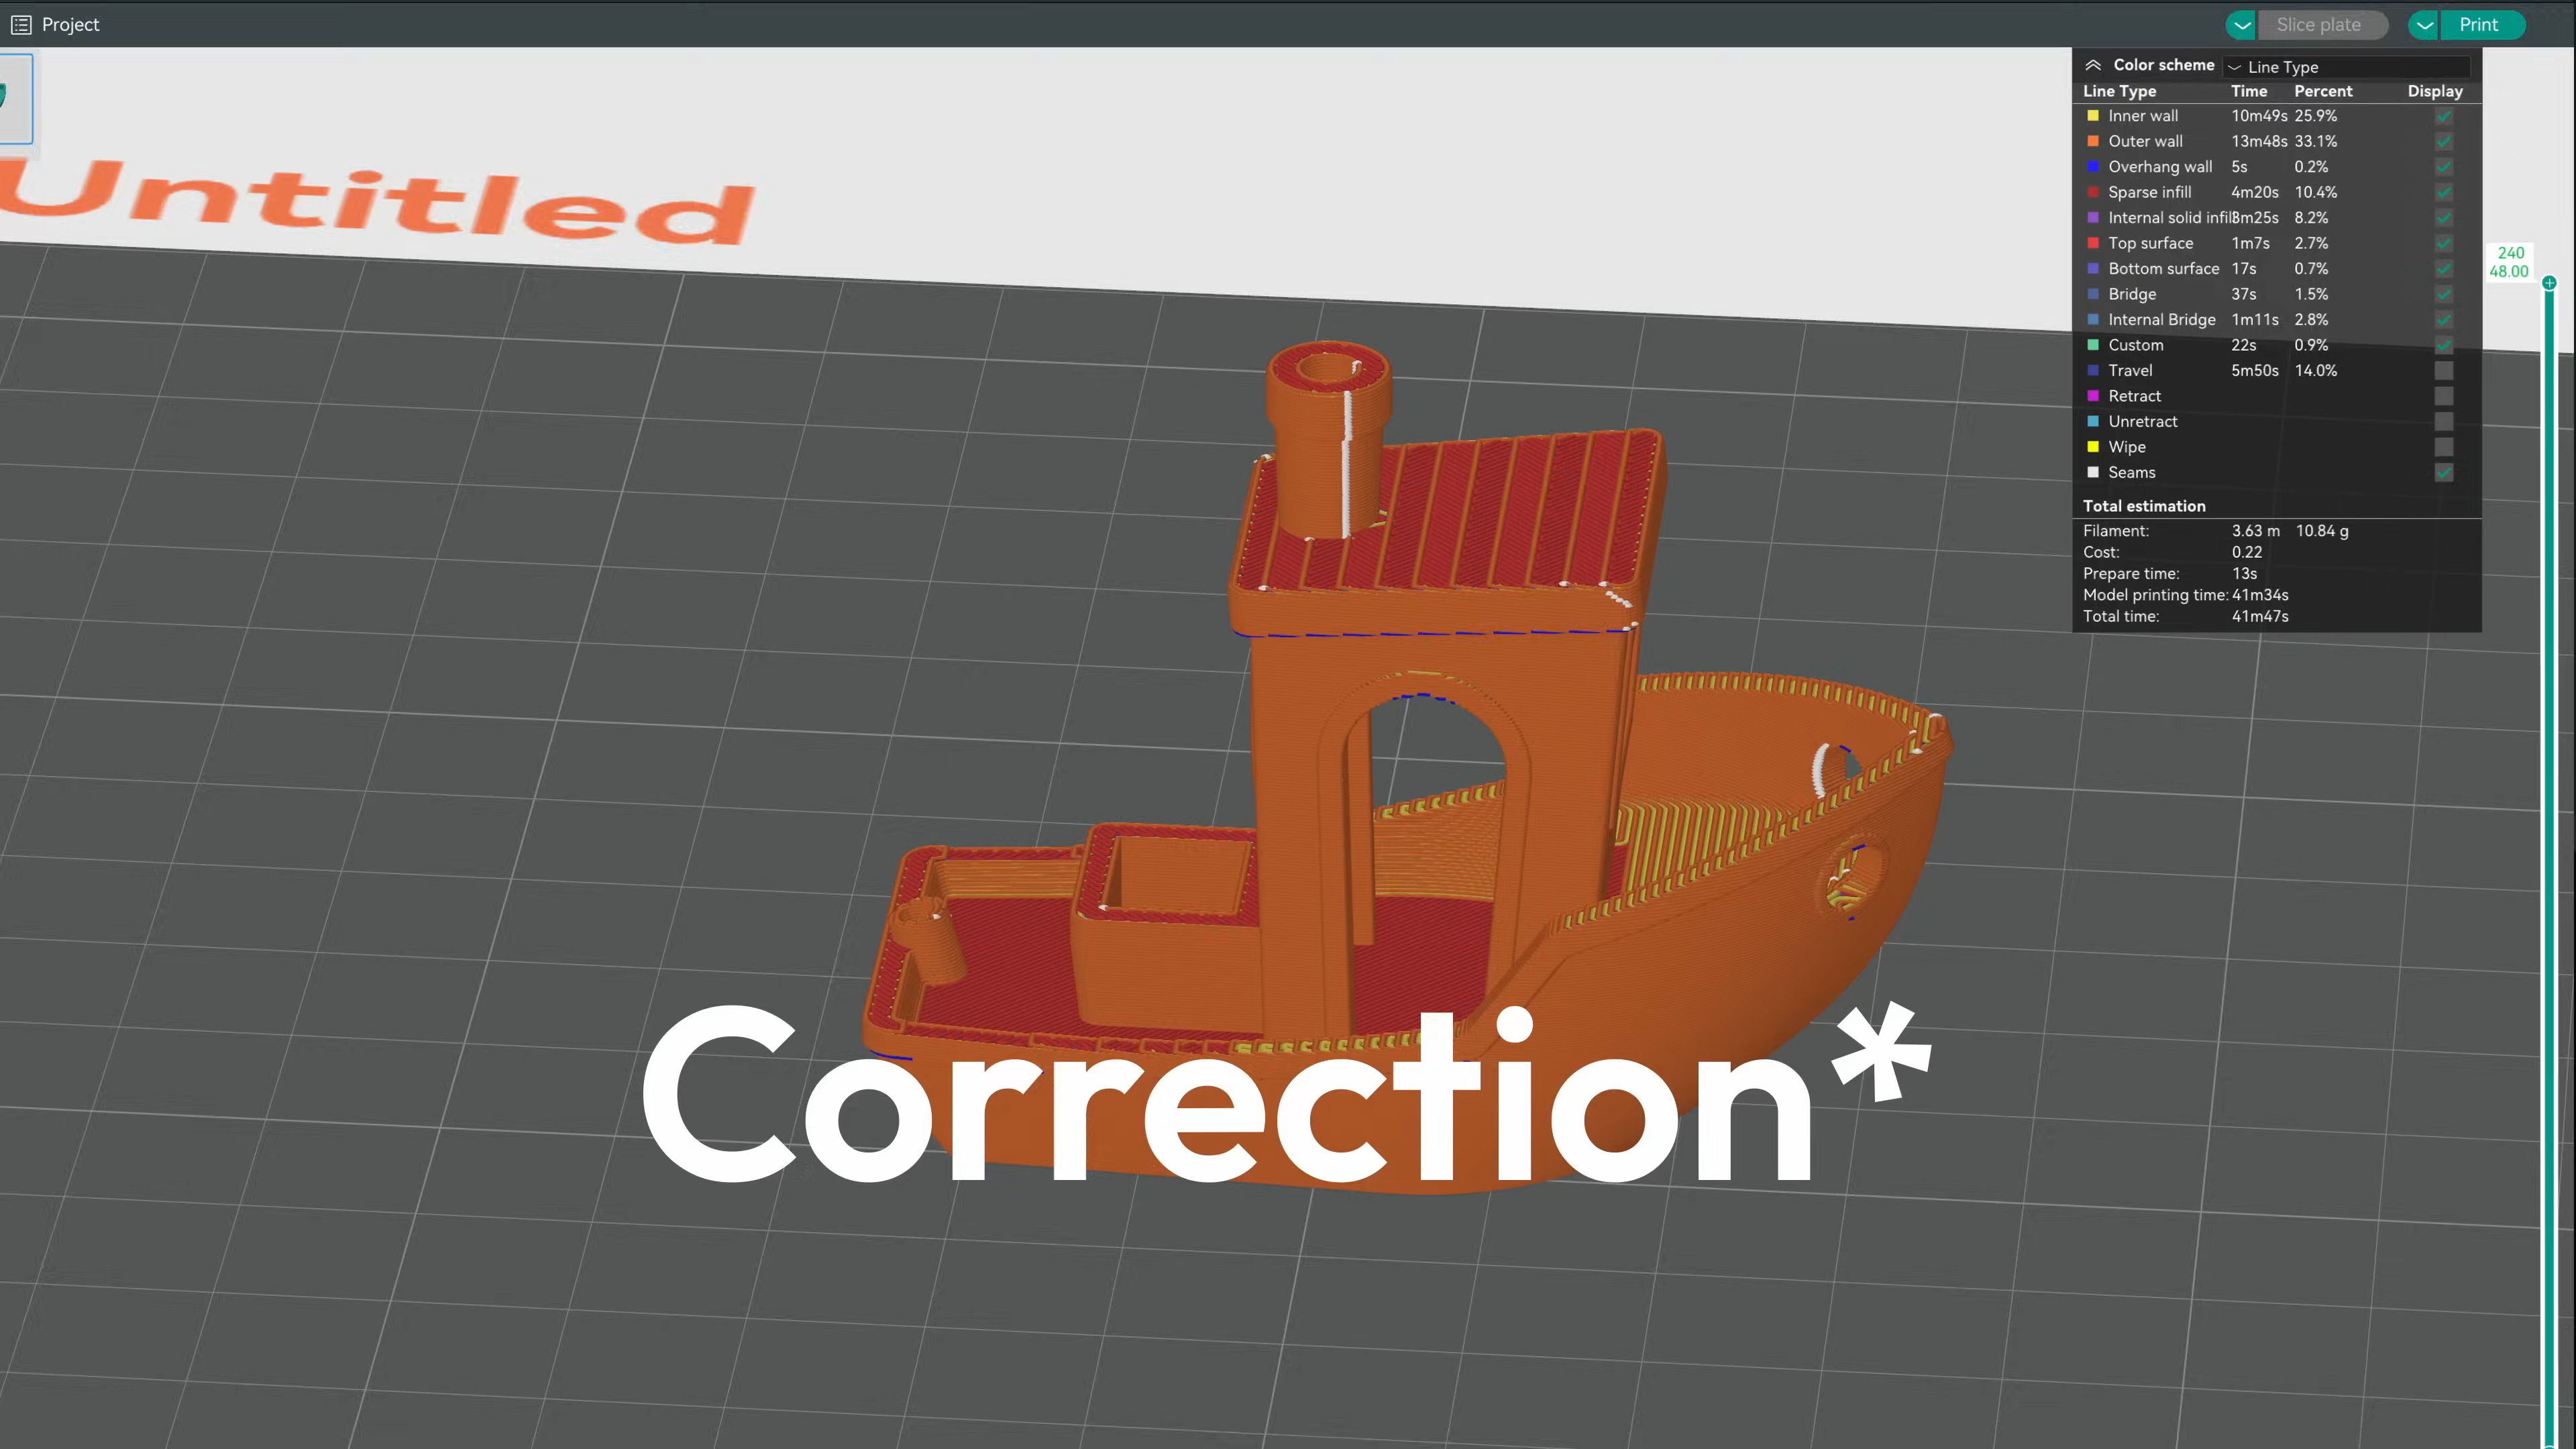 Project
Slice plate
Print
Untitled
Color scheme Line Type
Line Type Time Percent Display
Inner wall 10m49s 25.9%
Outer wall 13m48s 33.1%
Overhang wall 5s 0.2%
Sparse infill 4m20s 10.4%
Internal solid infill 3m25s 8.2%
Top surface 1m7s 2.7%
Bottom surface 17s 0.7%
Bridge 37s 1.5%
Internal Bridge 1m11s 2.8%
Custom 22s 0.9%
Travel 5m50s 14.0%
Retract
Unretract
Wipe
Seams
Total estimation
Filament: 3.63 m 10.84 g
Cost: 0.22
Prepare time: 13s
Model printing time: 41m34s
Total time: 41m47s
240
48.00
Correction*